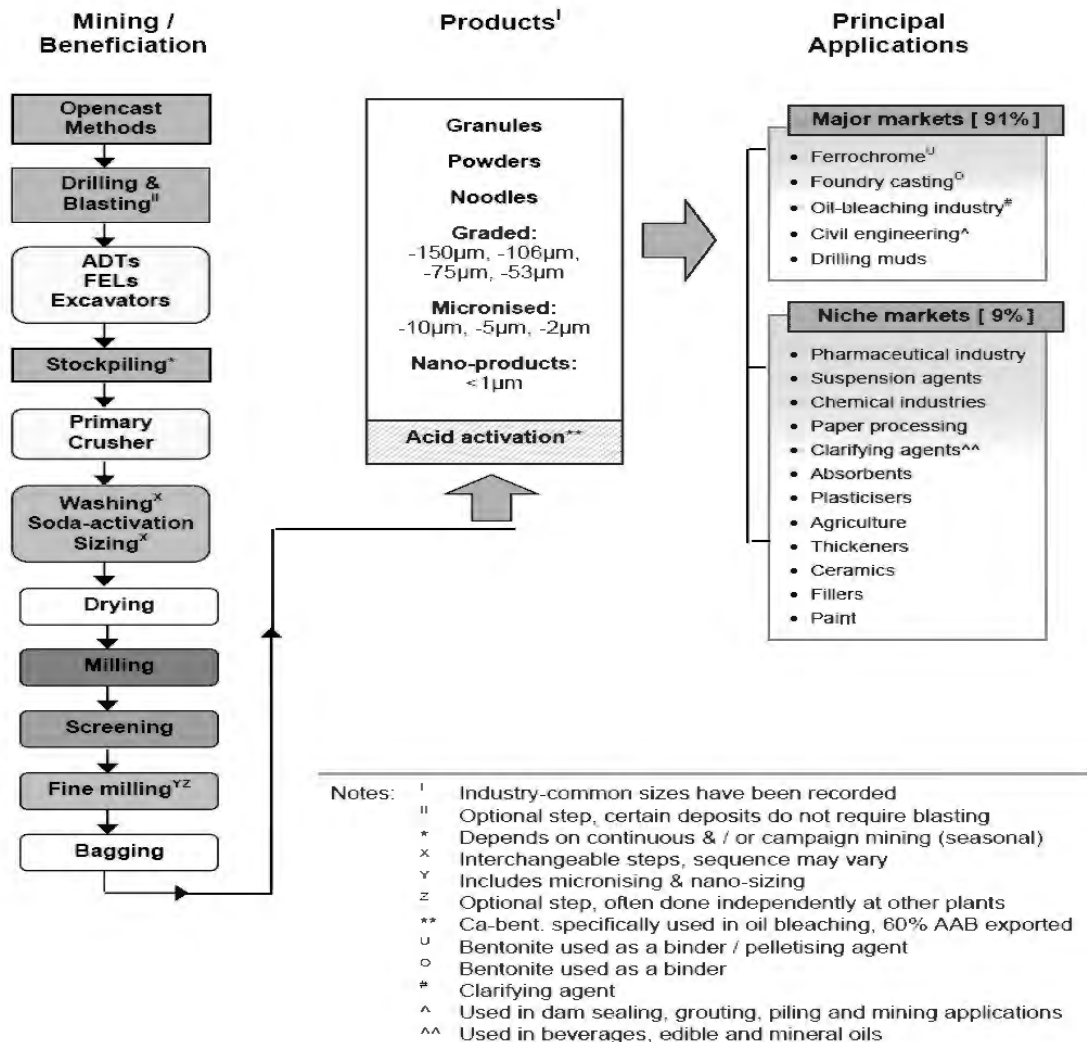 Mining /
Beneficiation
Opencast
Methods
Drilling &
Blasting^II
ADTs
FELs
Excavators
Stockpiling*
Primary
Crusher
Washing^X
Soda-activation
Sizing^X
Drying
Milling
Screening
Fine milling^YZ
Bagging
Products^I
Granules
Powders
Noodles
Graded:
-150µm, -106µm,
-75µm, -53µm
Micronised:
-10µm, -5µm, -2µm
Nano-products:
<1µm
Acid activation**
Principal
Applications
Major markets [ 91%]
• Ferrochrome^U
• Foundry casting^O
• Oil-bleaching industry^#
• Civil engineering^
• Drilling muds
Niche markets [ 9%]
• Pharmaceutical industry
• Suspension agents
• Chemical industries
• Paper processing
• Clarifying agents^^
• Absorbents
• Plasticisers
• Agriculture
• Thickeners
• Ceramics
• Fillers
• Paint
Notes: I Industry-common sizes have been recorded
II Optional step, certain deposits do not require blasting
* Depends on continuous & / or campaign mining (seasonal)
X Interchangeable steps, sequence may vary
Y Includes micronising & nano-sizing
Z Optional step, often done independently at other plants
** Ca-bent. specifically used in oil bleaching, 60% AAB exported
U Bentonite used as a binder / pelletising agent
O Bentonite used as a binder
# Clarifying agent
^ Used in dam sealing, grouting, piling and mining applications
^^ Used in beverages, edible and mineral oils